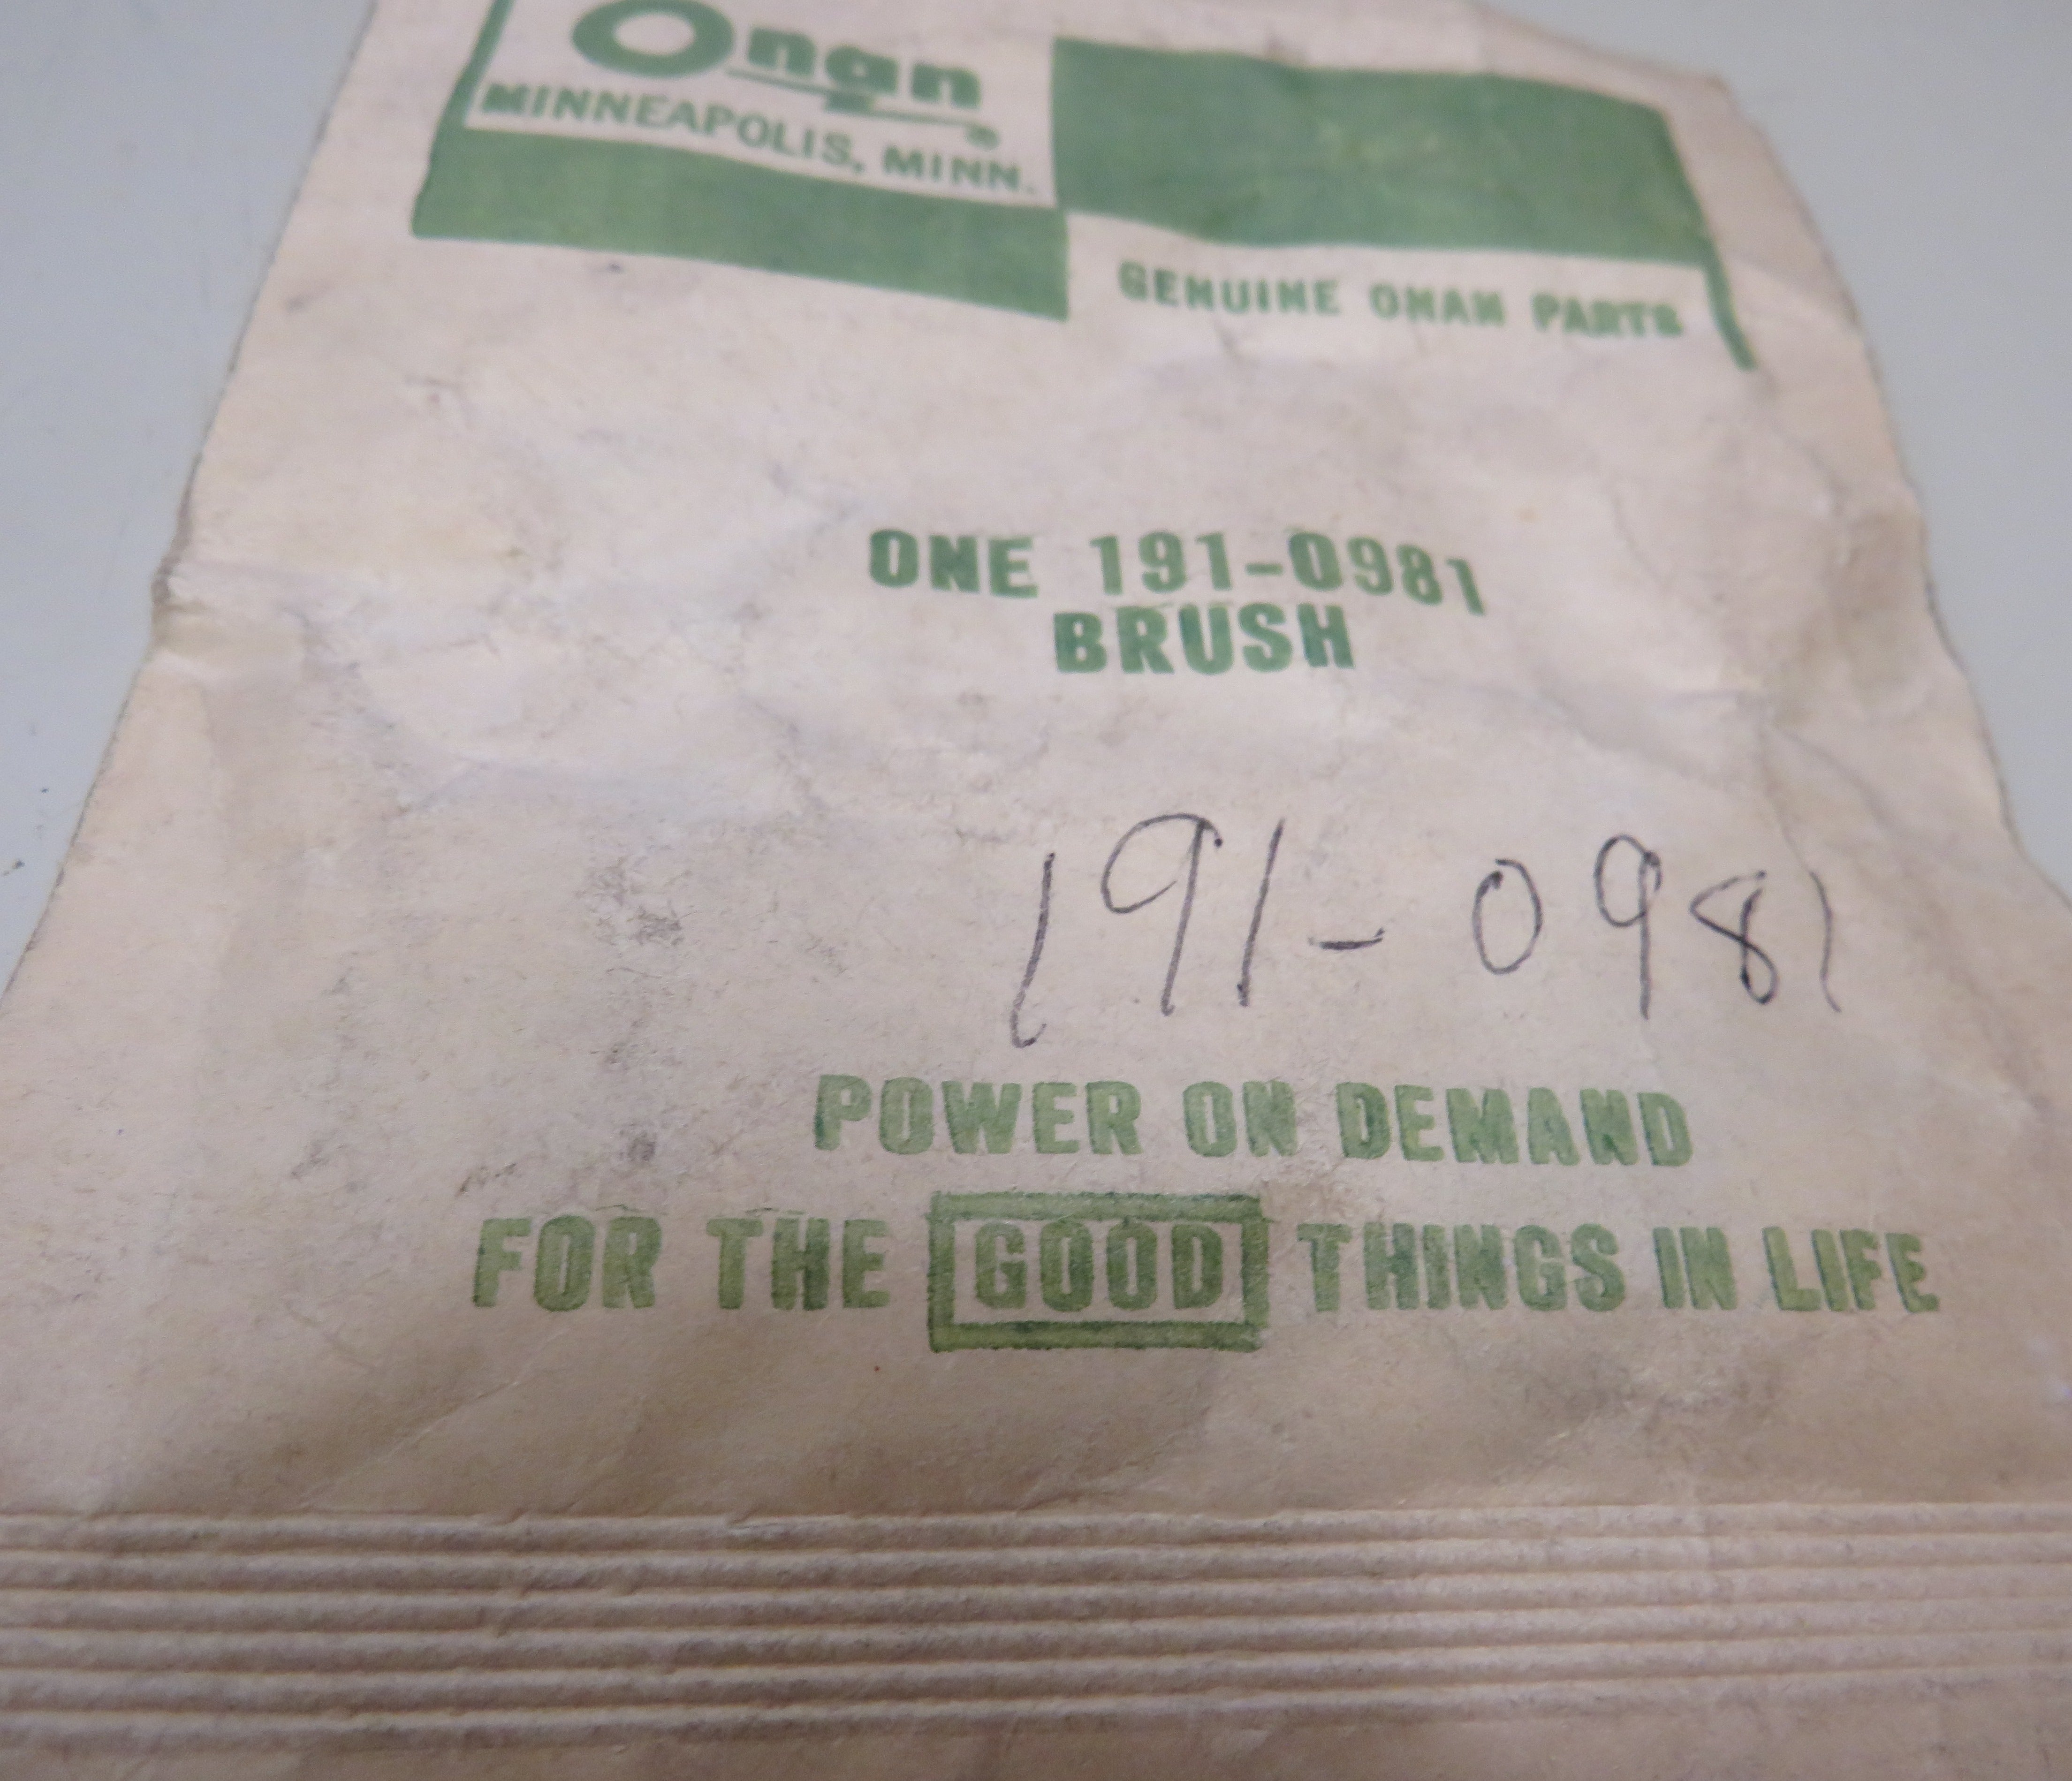 Onan
MINNEAPOLIS, MINN.
GENUINE ONAN PARTS
ONE 191-0981
BRUSH
191-0981
POWER ON DEMAND
FOR THE GOOD THINGS IN LIFE